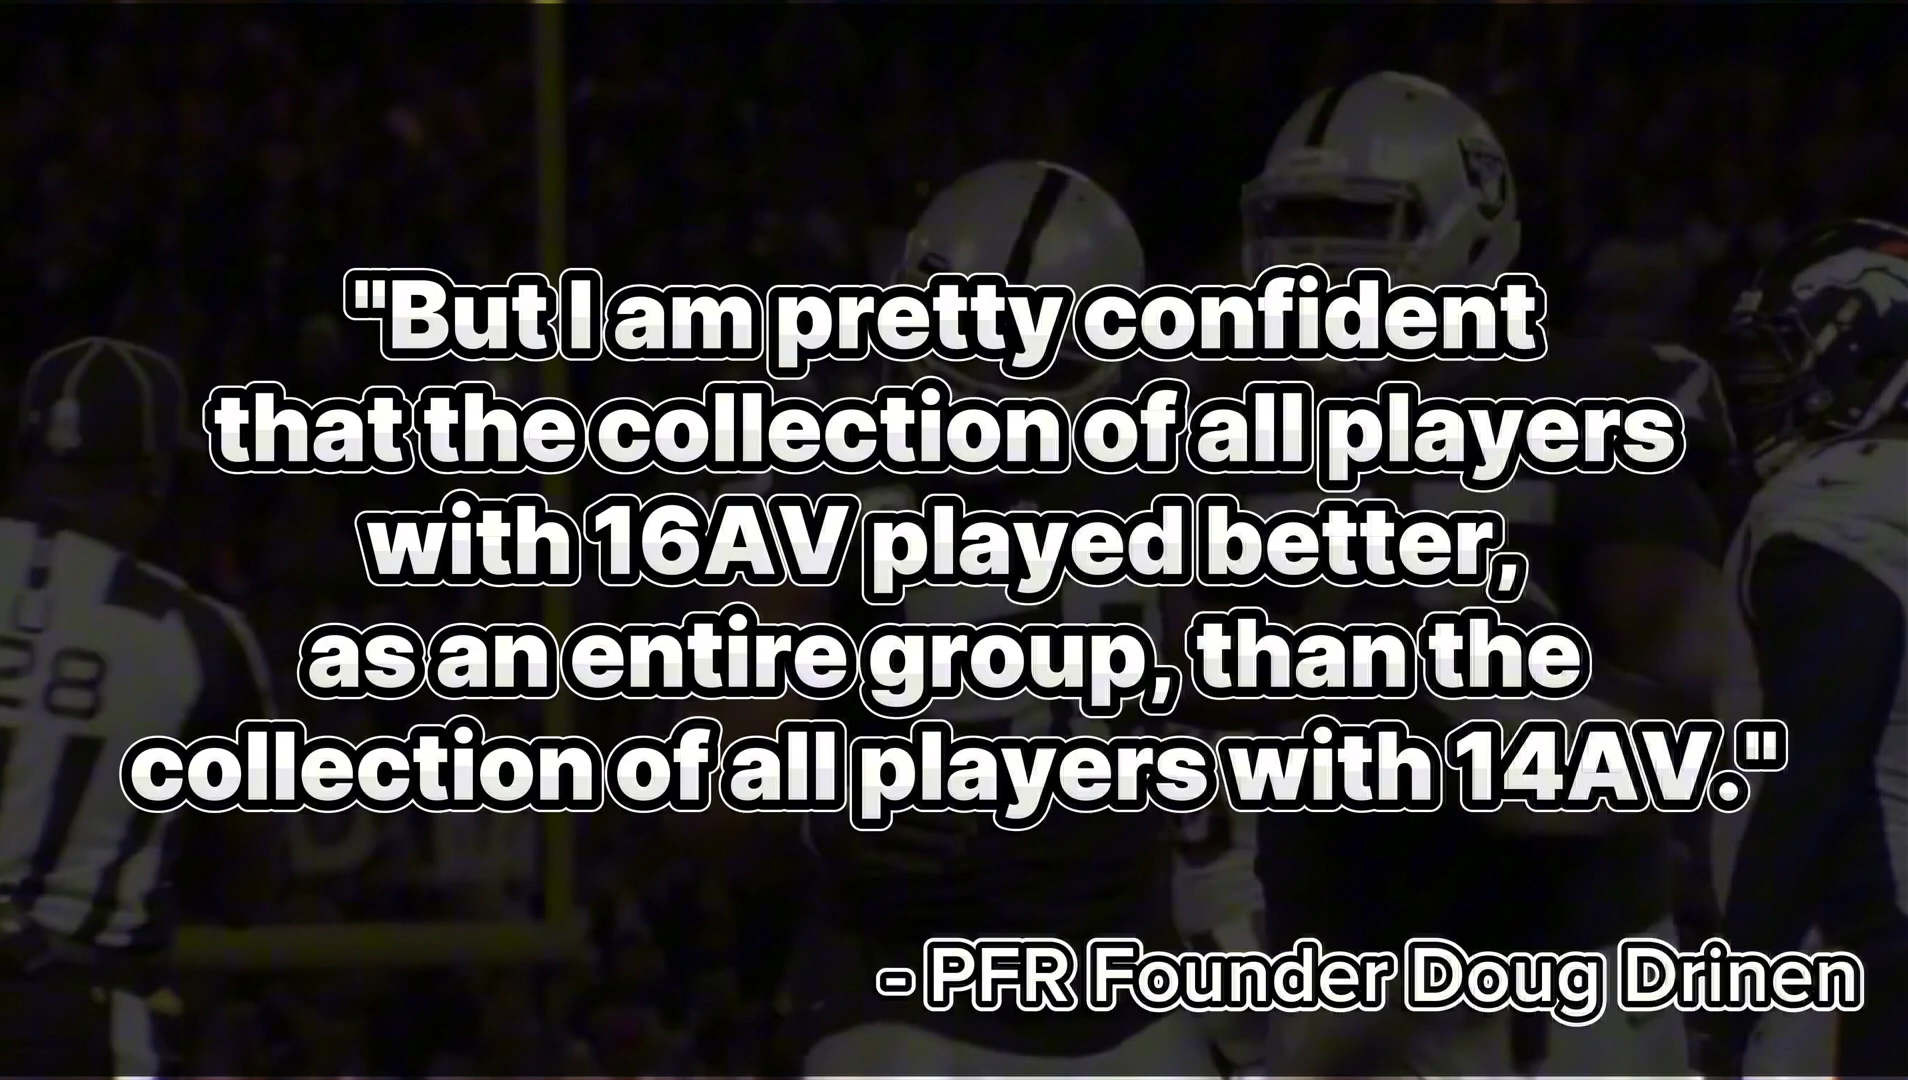 "But I am pretty confident
that the collection of all players
with 16AV played better,
as an entire group, than the
collection of all players with 14AV."
- PFR Founder Doug Drinen